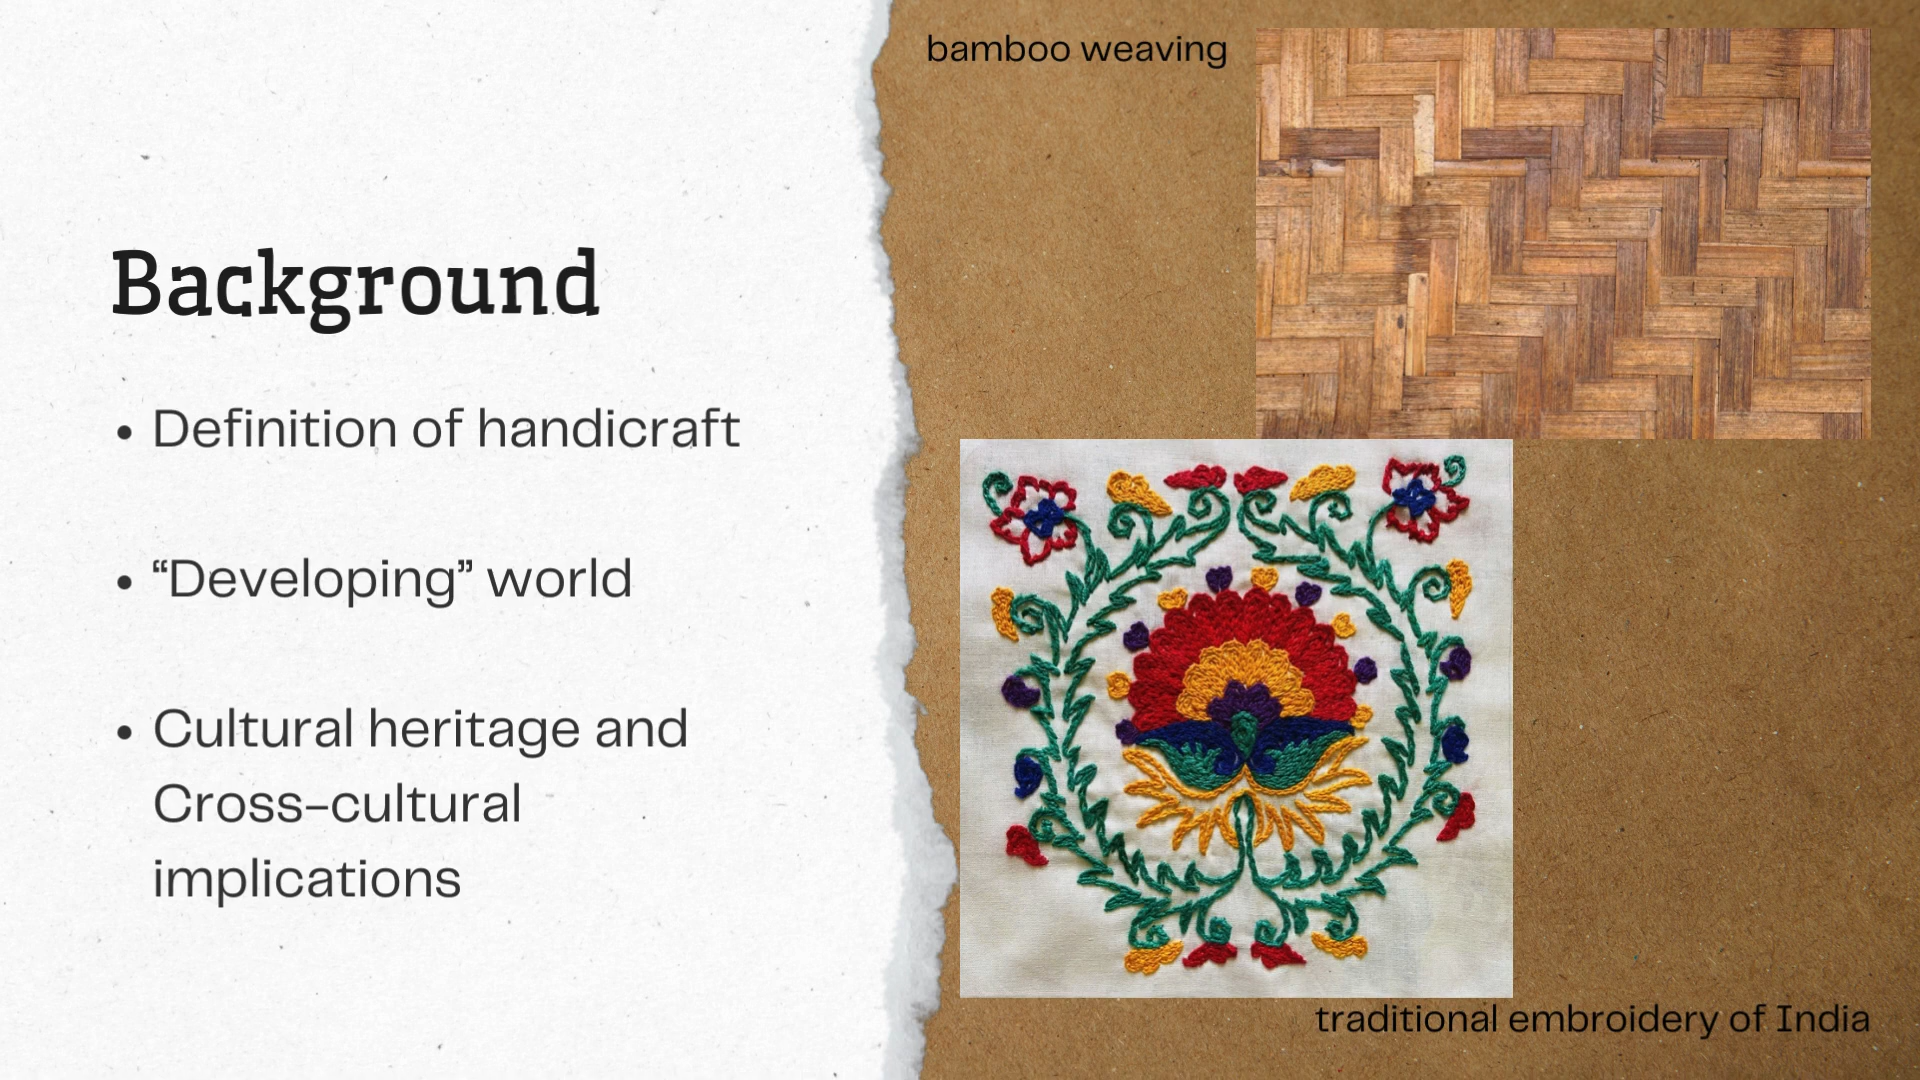 Background
• Definition of handicraft
• “Developing” world
• Cultural heritage and
Cross-cultural
implications
bamboo weaving
traditional embroidery of India